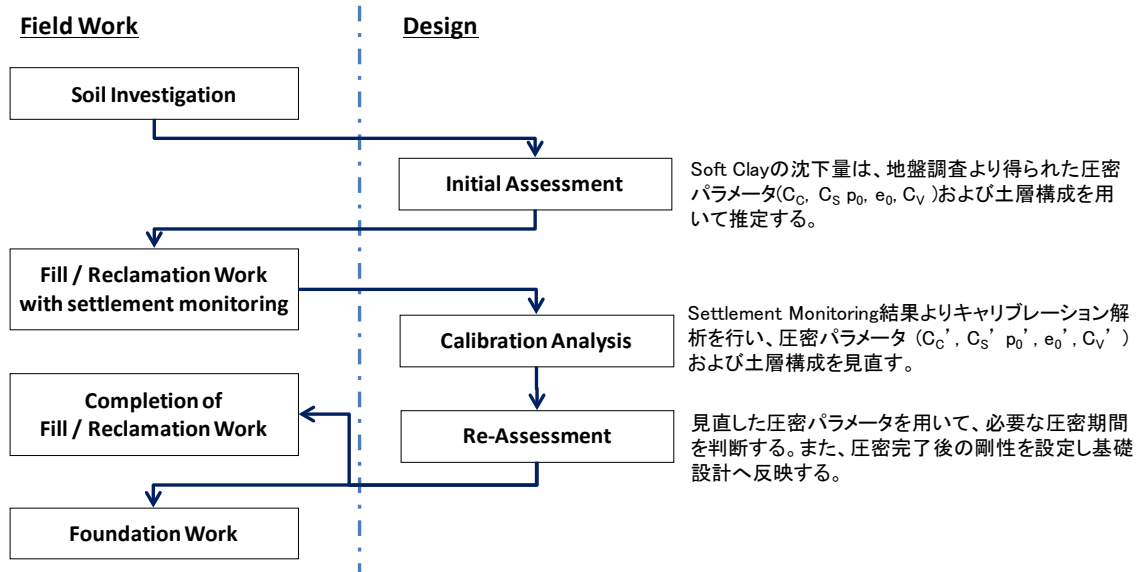 Field Work
Design
Soil Investigation
Initial Assessment
Soft Clayの沈下量は、地盤調査より得られた圧密
パラメータ(CC, CS p0, e0, CV )および土層構成を用
いて推定する。
Fill / Reclamation Work
with settlement monitoring
Calibration Analysis
Settlement Monitoring結果よりキャリブレーション解
析を行い、圧密パラメータ (CC’, CS’ p0’, e0’, CV’ )
および土層構成を見直す。
Completion of
Fill / Reclamation Work
Re-Assessment
見直した圧密パラメータを用いて、必要な圧密期間
を判断する。また、圧密完了後の剛性を設定し基礎
設計へ反映する。
Foundation Work